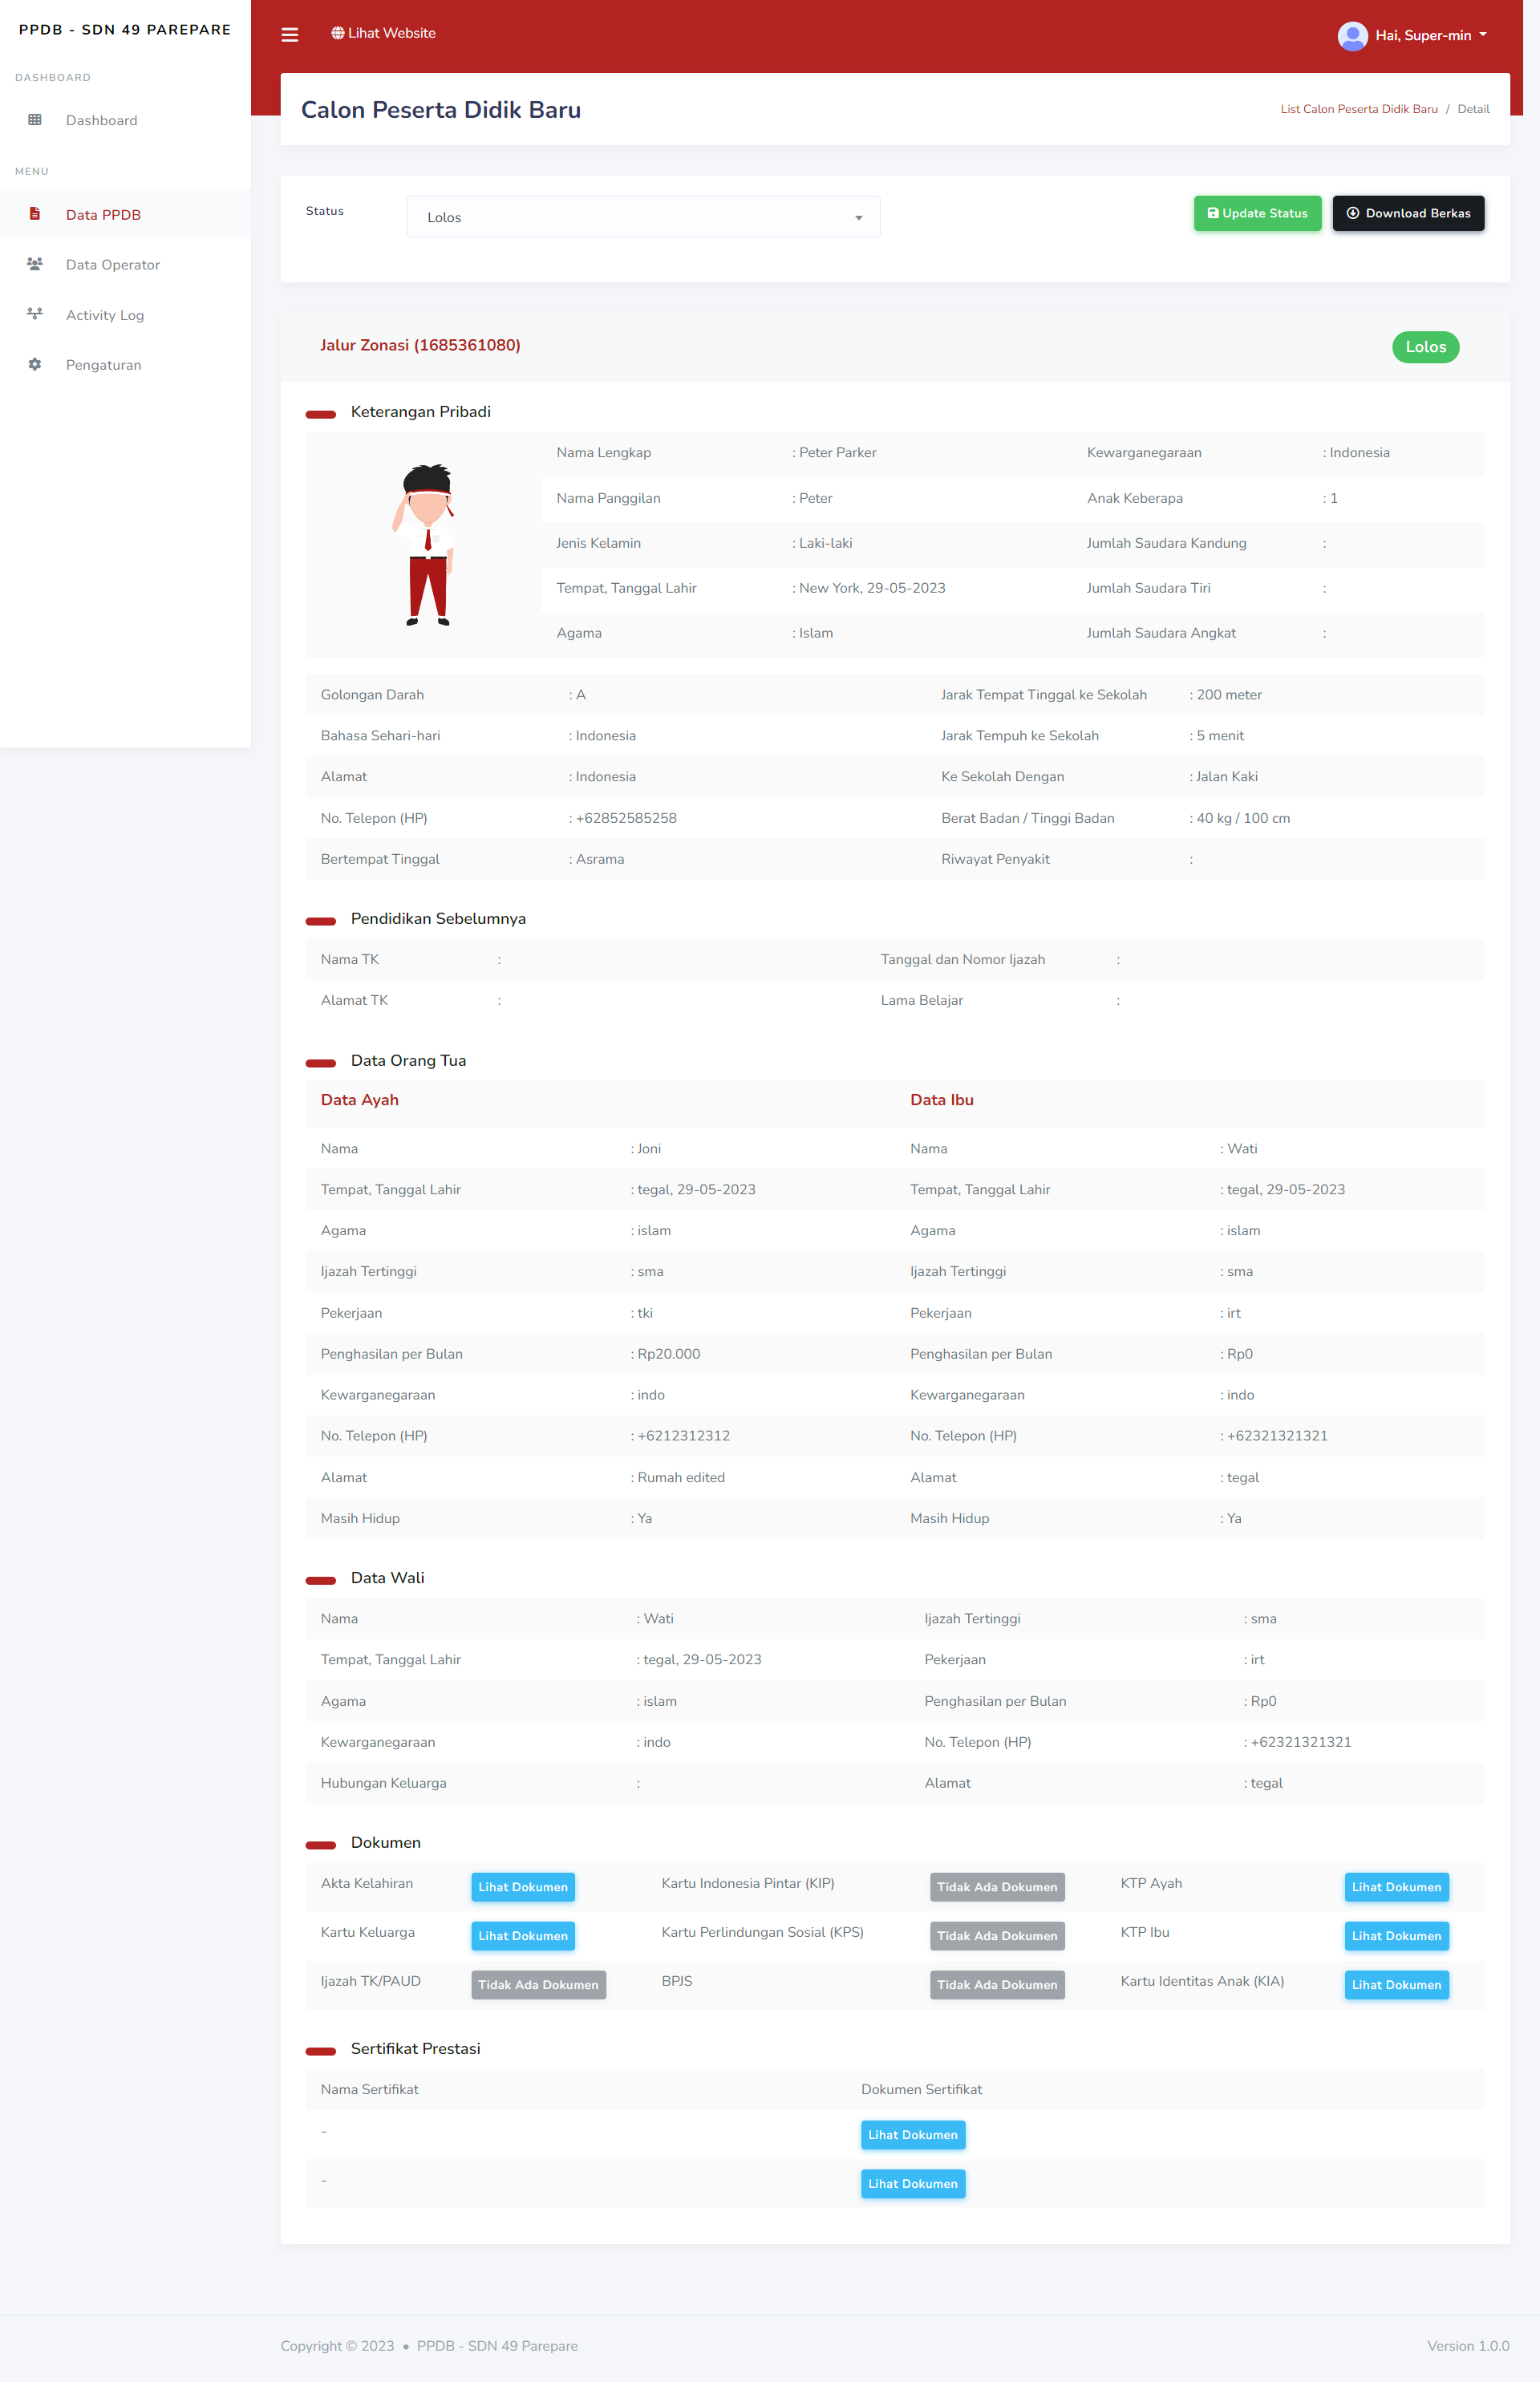 PPDB - SDN 49 PAREPARE
DASHBOARD
Dashboard
MENU
Data PPDB
Data Operator
Activity Log
Pengaturan
Lihat Website
Hai, Super-min
Calon Peserta Didik Baru
List Calon Peserta Didik Baru / Detail
Status
Lolos
Update Status
Download Berkas
Jalur Zonasi (1685361080)
Lolos
Keterangan Pribadi
Nama Lengkap : Peter Parker Kewarganegaraan : Indonesia
Nama Panggilan : Peter Anak Keberapa : 1
Jenis Kelamin : Laki-laki Jumlah Saudara Kandung :
Tempat, Tanggal Lahir : New York, 29-05-2023 Jumlah Saudara Tiri :
Agama : Islam Jumlah Saudara Angkat :
Golongan Darah : A Jarak Tempat Tinggal ke Sekolah : 200 meter
Bahasa Sehari-hari : Indonesia Jarak Tempuh ke Sekolah : 5 menit
Alamat : Indonesia Ke Sekolah Dengan : Jalan Kaki
No. Telepon (HP) : +62852585258 Berat Badan / Tinggi Badan : 40 kg / 100 cm
Bertempat Tinggal : Asrama Riwayat Penyakit :
Pendidikan Sebelumnya
Nama TK : Tanggal dan Nomor Ijazah :
Alamat TK : Lama Belajar :
Data Orang Tua
Data Ayah Data Ibu
Nama : Joni Nama : Wati
Tempat, Tanggal Lahir : tegal, 29-05-2023 Tempat, Tanggal Lahir : tegal, 29-05-2023
Agama : islam Agama : islam
Ijazah Tertinggi : sma Ijazah Tertinggi : sma
Pekerjaan : tki Pekerjaan : irt
Penghasilan per Bulan : Rp20.000 Penghasilan per Bulan : Rp0
Kewarganegaraan : indo Kewarganegaraan : indo
No. Telepon (HP) : +6212312312 No. Telepon (HP) : +62321321321
Alamat : Rumah edited Alamat : tegal
Masih Hidup : Ya Masih Hidup : Ya
Data Wali
Nama : Wati Ijazah Tertinggi : sma
Tempat, Tanggal Lahir : tegal, 29-05-2023 Pekerjaan : irt
Agama : islam Penghasilan per Bulan : Rp0
Kewarganegaraan : indo No. Telepon (HP) : +62321321321
Hubungan Keluarga : Alamat : tegal
Dokumen
Akta Kelahiran Lihat Dokumen Kartu Indonesia Pintar (KIP) Tidak Ada Dokumen KTP Ayah Lihat Dokumen
Kartu Keluarga Lihat Dokumen Kartu Perlindungan Sosial (KPS) Tidak Ada Dokumen KTP Ibu Lihat Dokumen
Ijazah TK/PAUD Tidak Ada Dokumen BPJS Tidak Ada Dokumen Kartu Identitas Anak (KIA) Lihat Dokumen
Sertifikat Prestasi
Nama Sertifikat Dokumen Sertifikat
- Lihat Dokumen
- Lihat Dokumen
Copyright © 2023 • PPDB - SDN 49 Parepare Version 1.0.0